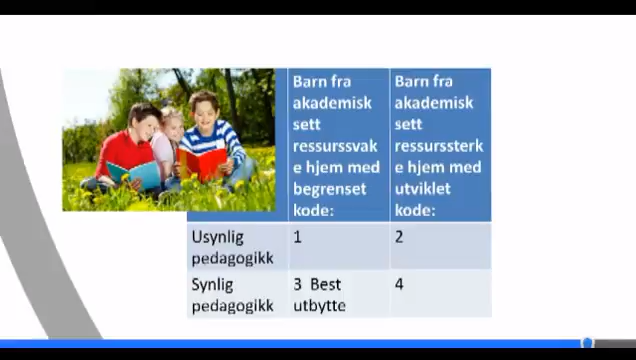 Barn fra
akademisk
sett
ressurssvak
e hjem med
begrenset
kode:
Barn fra
akademisk
sett
ressurssterk
e hjem med
utviklet
kode:
Usynlig
pedagogikk
1
2
Synlig
pedagogikk
3 Best
utbytte
4